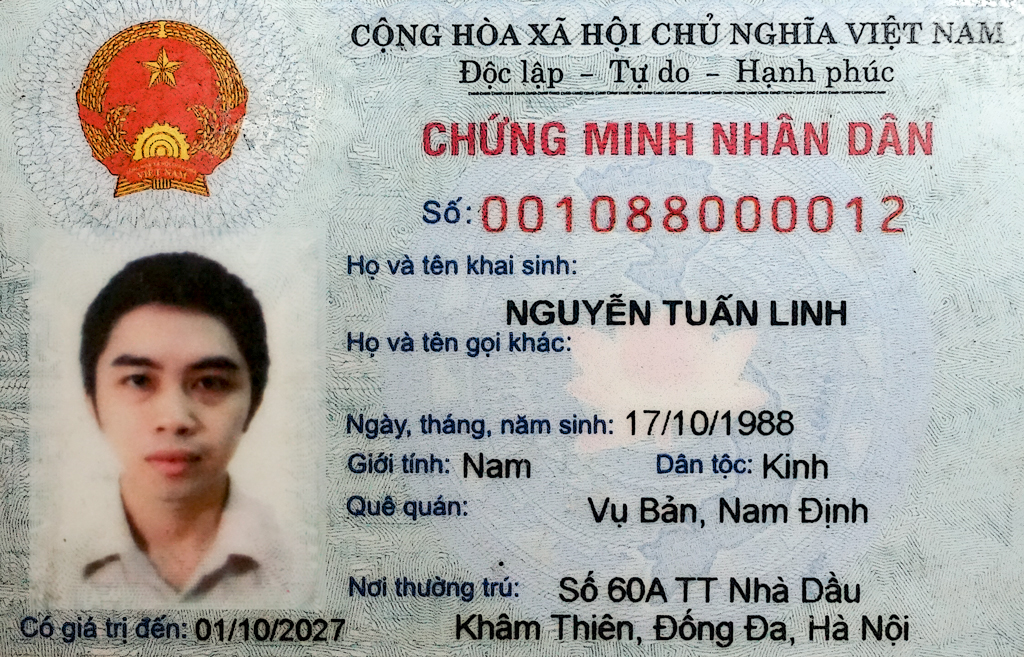 CỘNG HÒA XÃ HỘI CHỦ NGHĨA VIỆT NAM
Độc lập - Tự do - Hạnh phúc
VIỆT NAM
CHỨNG MINH NHÂN DÂN
Số: 001088000012
Họ và tên khai sinh:
NGUYỄN TUẤN LINH
Họ và tên gọi khác:
Ngày, tháng, năm sinh: 17/10/1988
Giới tính: Nam Dân tộc: Kinh
Quê quán: Vụ Bản, Nam Định
Nơi thường trú: Số 60A TT Nhà Dầu
Khâm Thiên, Đống Đa, Hà Nội
Có giá trị đến: 01/10/2027